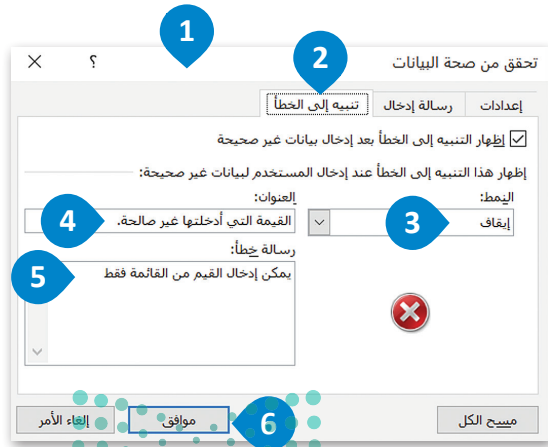 1
2
تحقق من صحة البيانات ؟ ×
إعدادات رسالة إدخال تنبيه إلى الخطأ
إظهار التنبيه إلى الخطأ بعد إدخال بيانات غير صحيحة
إظهار هذا التنبيه إلى الخطأ عند إدخال المستخدم لبيانات غير صحيحة:
النمط: العنوان:
إيقاف 3 القيمة التي أدخلتها غير صالحة. 4
رسالة خطأ:
يمكن إدخال القيم من القائمة فقط 5
مسح الكل 6 موافق إلغاء الأمر